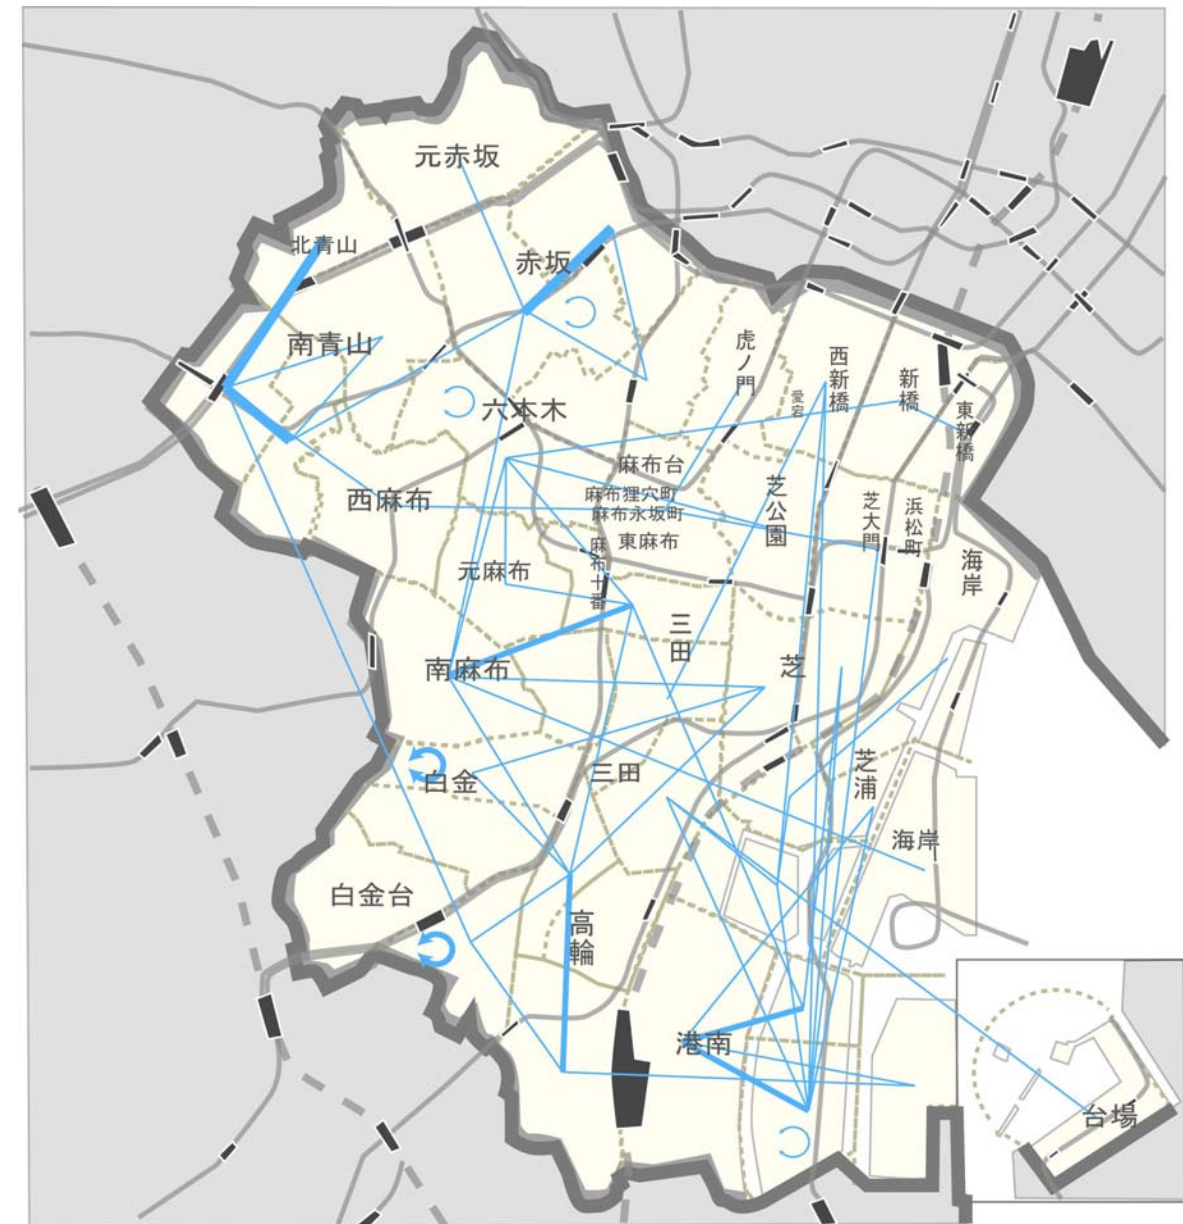 元赤坂
北青山
赤坂
南青山
虎ノ門
西新橋
愛宕
新橋
東新橋
六本木
麻布台
西麻布
麻布狸穴町
麻布永坂町
東麻布
芝公園
芝大門
浜松町
元麻布
麻布十番
海岸
三田
南麻布
芝
白金
三田
芝浦
海岸
白金台
高輪
港南
台場